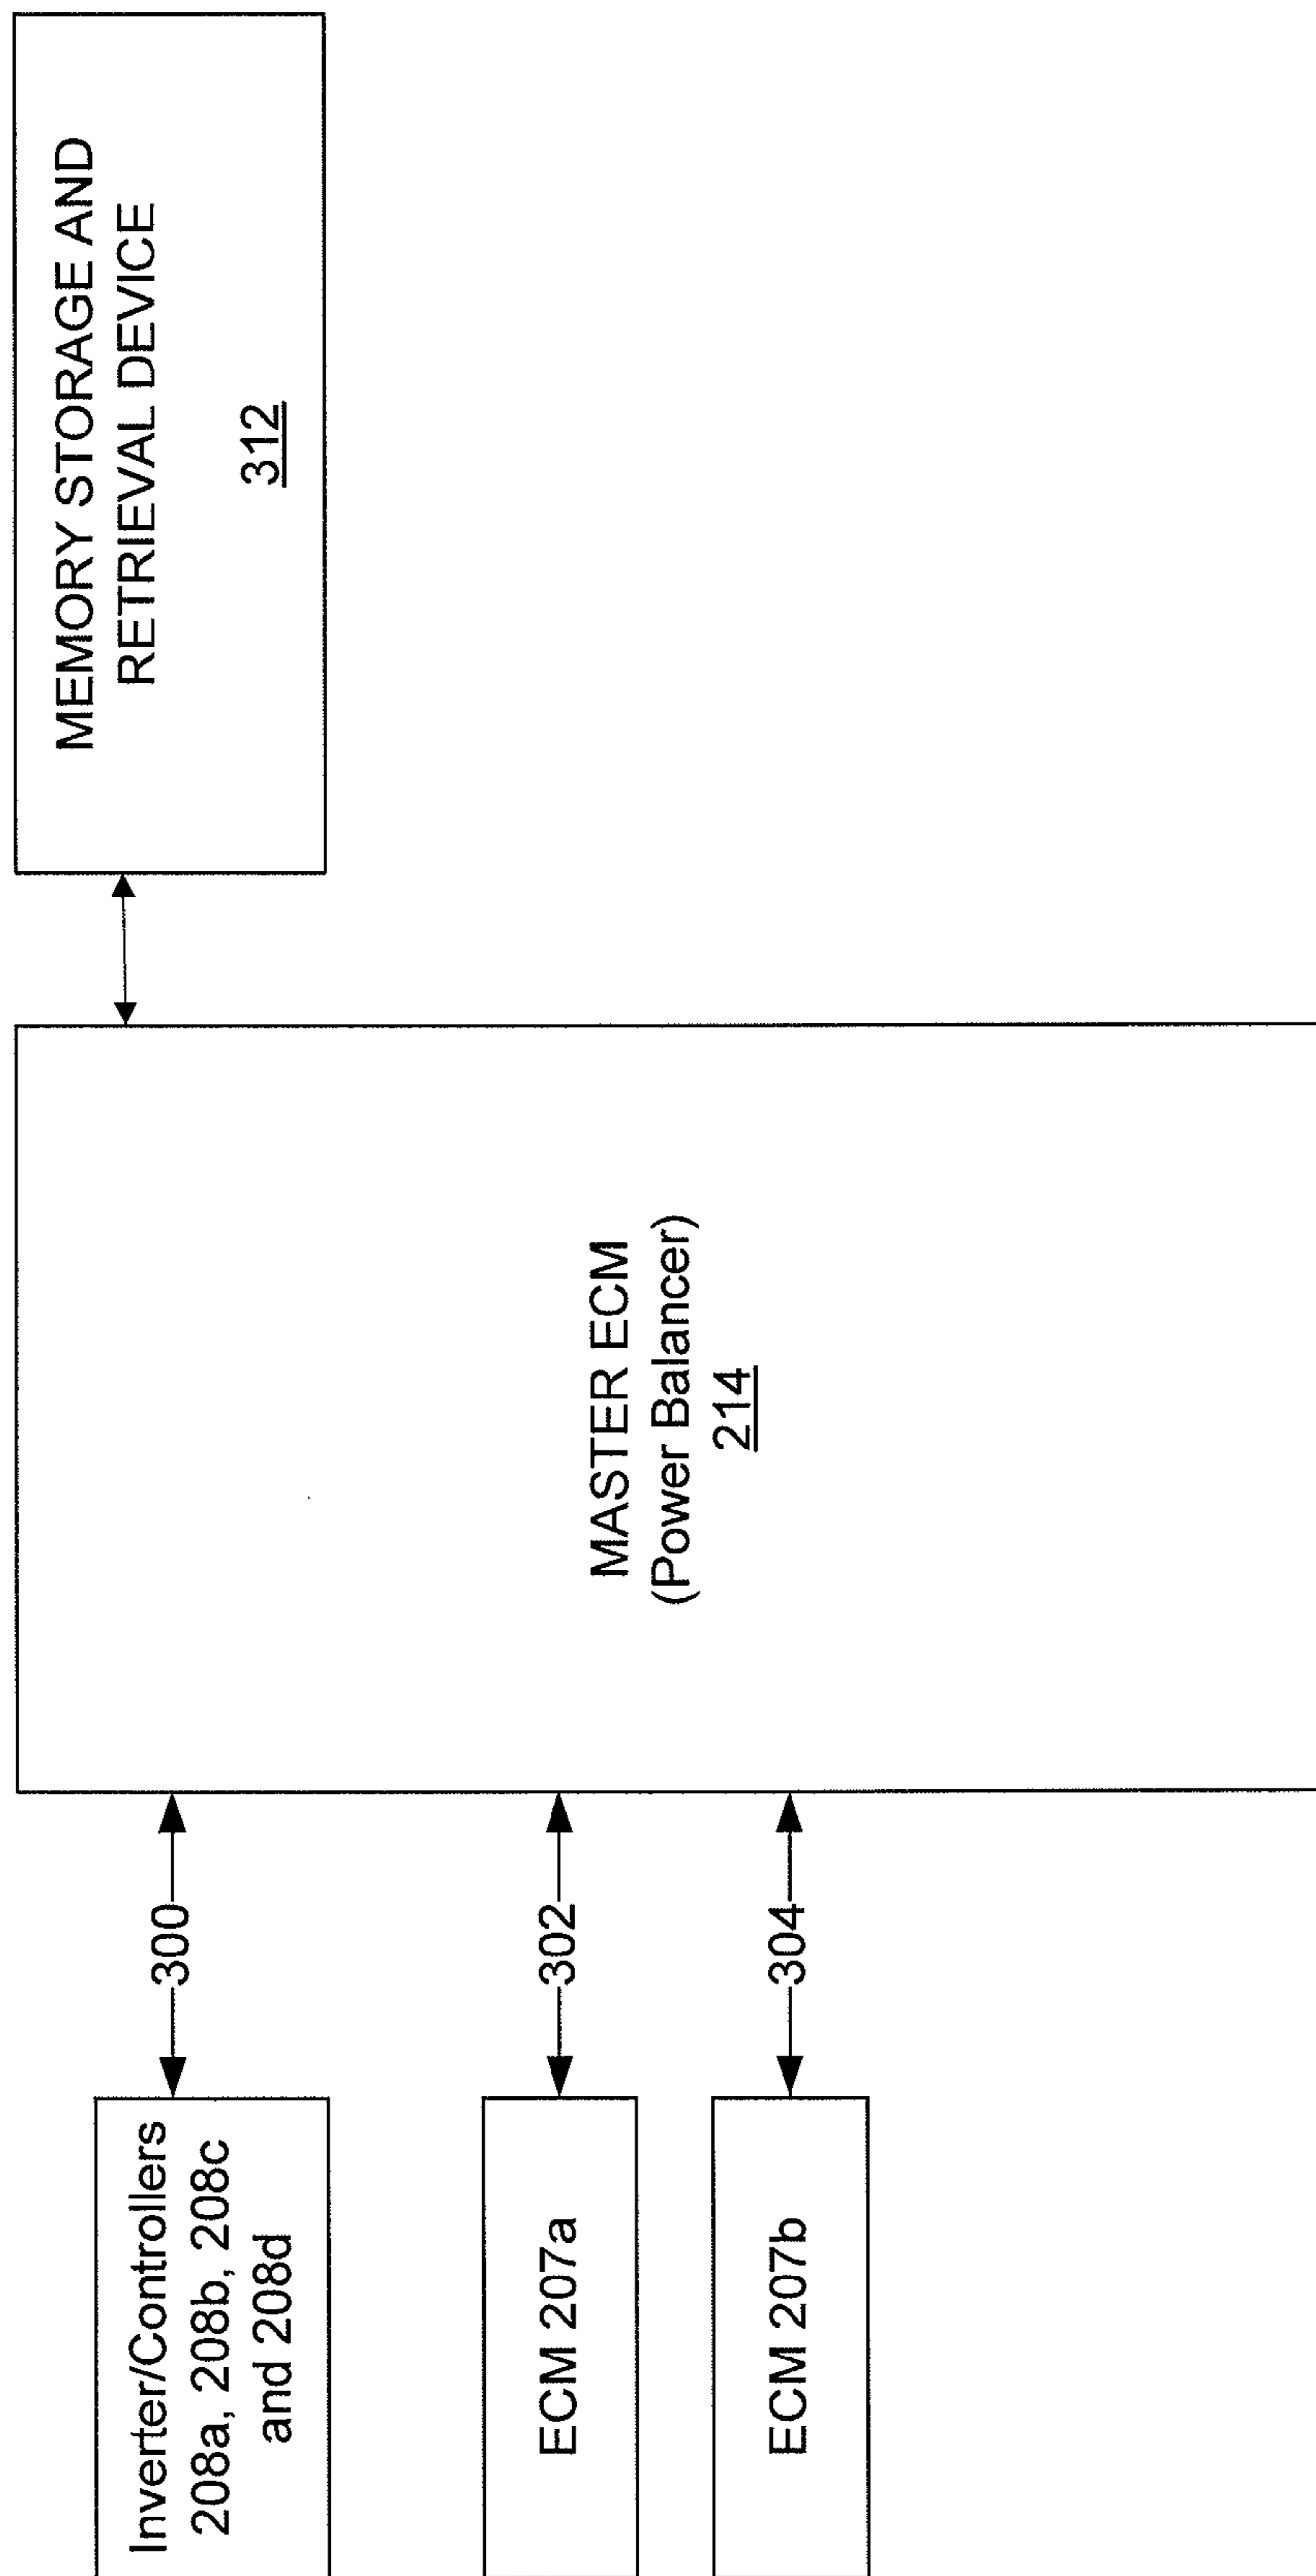 Inverter/Controllers
208a, 208b, 208c
and 208d
300
ECM 207a
302
ECM 207b
304
MASTER ECM
(Power Balancer)
214
MEMORY STORAGE AND
RETRIEVAL DEVICE
312